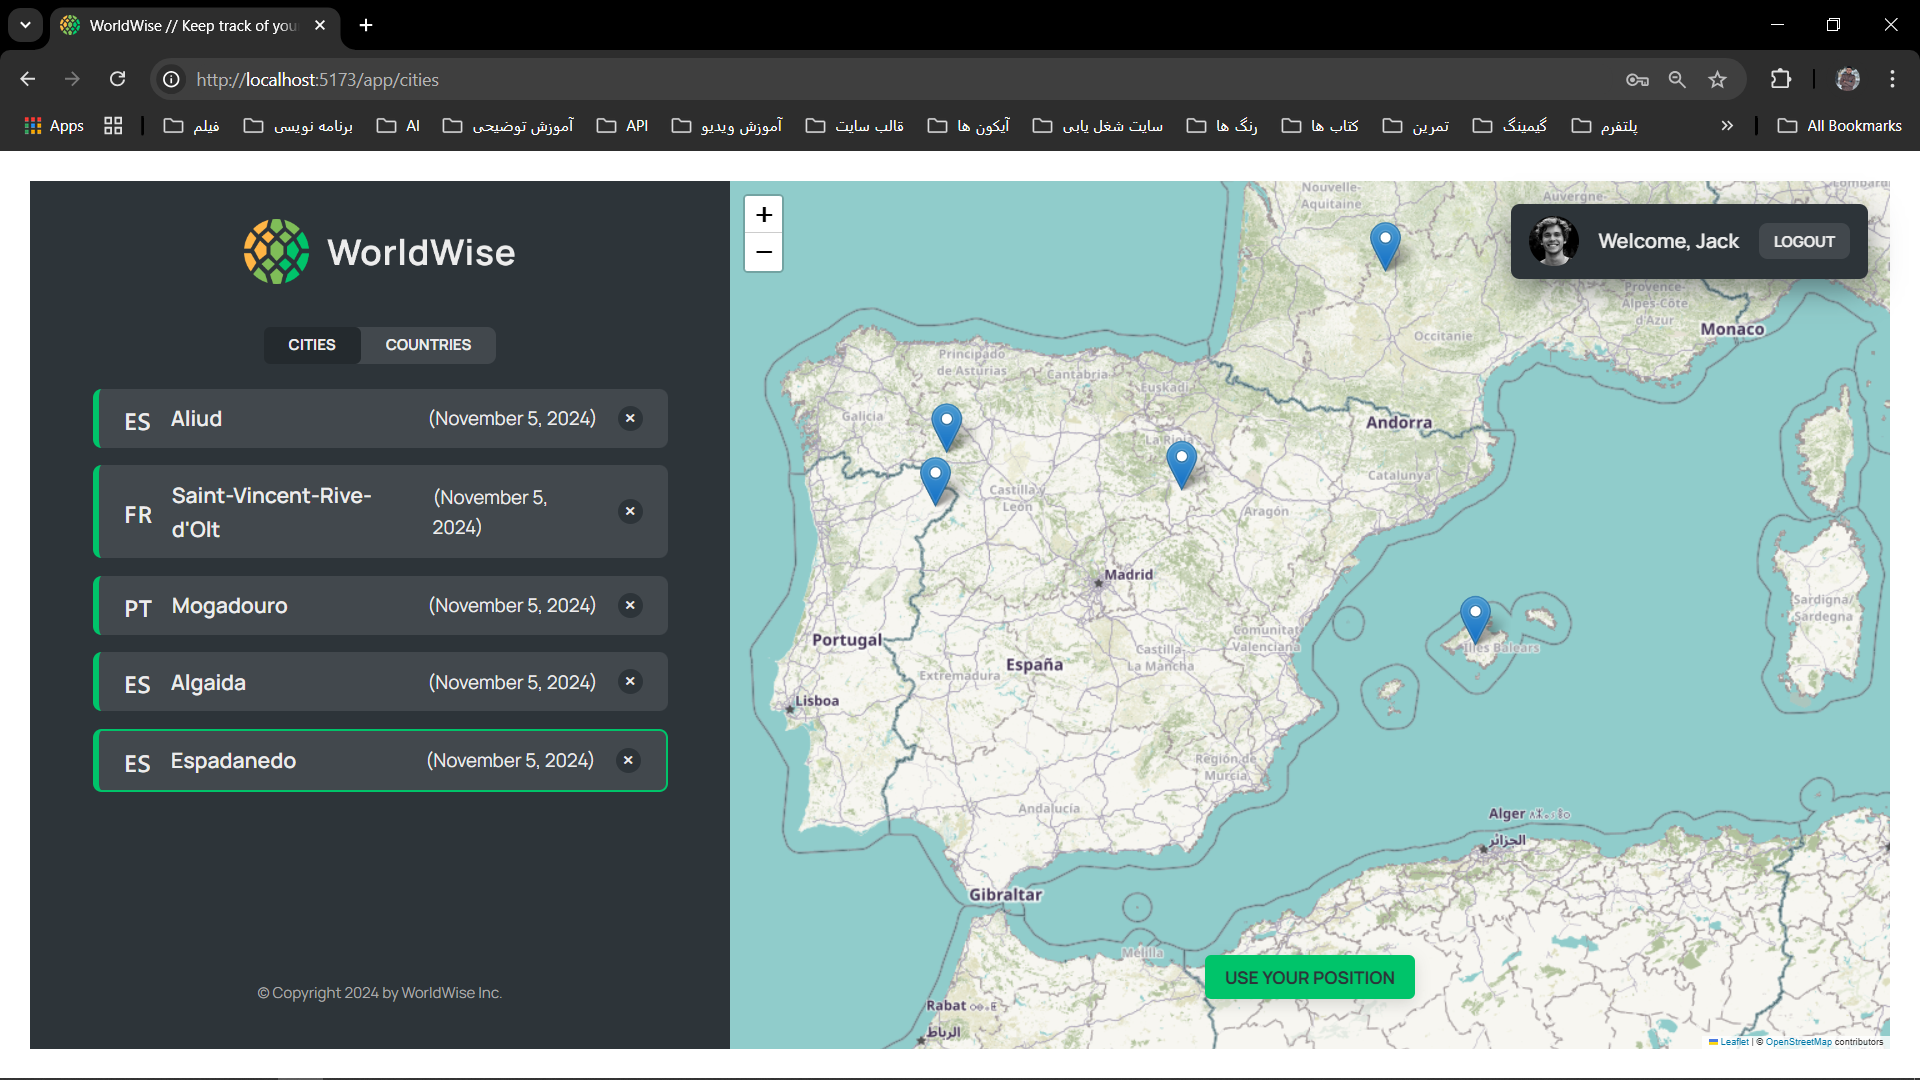 WorldWise // Keep track of you
http://localhost:5173/app/cities
Apps
فیلم
برنامه نویسی
AI
آموزش توضیحی
API
آموزش ویدیو
قالب سایت
آیکون ها
سایت شغل یابی
رنگ ها
کتاب ها
تمرین
گیمینگ
پلتفرم
All Bookmarks
WorldWise
CITIES
COUNTRIES
ES Aliud (November 5, 2024)
FR Saint-Vincent-Rive-
d'Olt (November 5,
2024)
PT Mogadouro (November 5, 2024)
ES Algaida (November 5, 2024)
ES Espadanedo (November 5, 2024)
© Copyright 2024 by WorldWise Inc.
+
−
Welcome, Jack
LOGOUT
Nouvelle-
Aquitaine
Auvergne-
Provence-
Alpes-Côte
d'Azur
Monaco
Occitanie
Principado
de Asturias
Cantabria
Euskadi
Galicia
La Rioja
Andorra
Catalunya
Castilla y
León
Aragón
Madrid
Portugal
España
Castilla-
La Mancha
Comunitat
Valenciana
Illes Balears
Sardigna/
Sardegna
Extremadura
Lisboa
Región de
Murcia
Andalucía
Alger
الجزائر
Gibraltar
Melilla
USE YOUR POSITION
Rabat
الرباط
Leaflet | © OpenStreetMap contributors